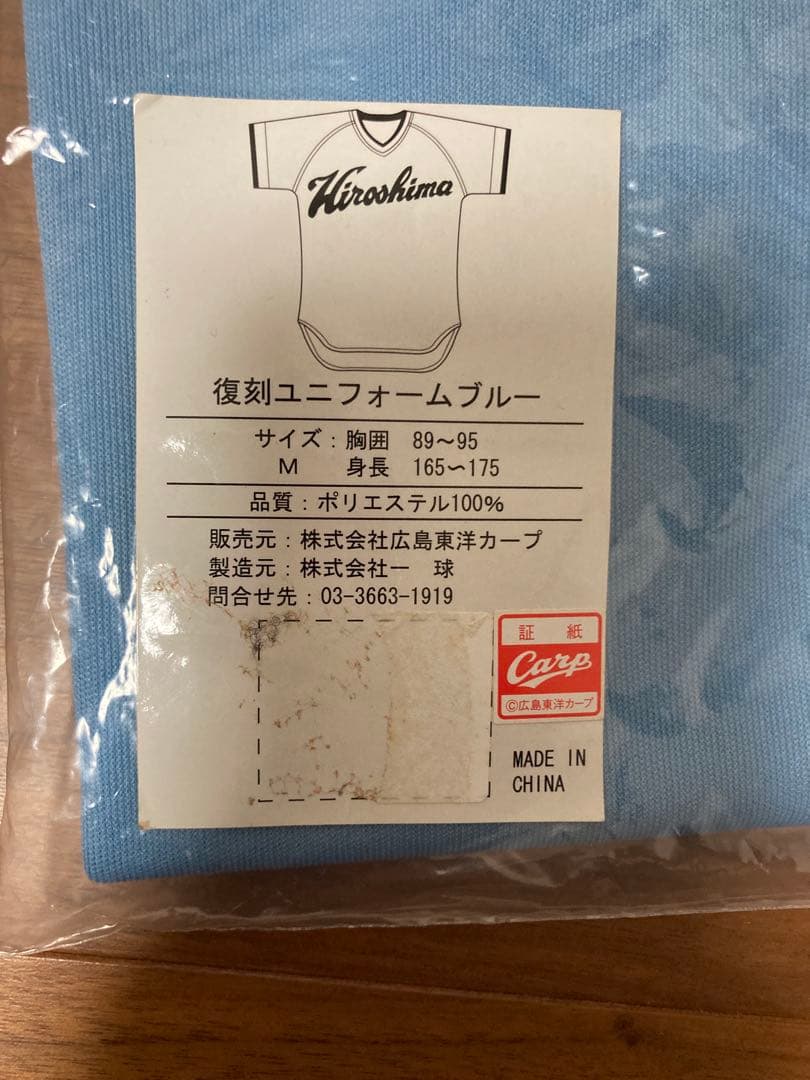 Hiroshima
復刻ユニフォームブルー
サイズ：胸囲 89～95
M 身長 165～175
品質：ポリエステル100%
販売元：株式会社広島東洋カープ
製造元：株式会社一 球
問合せ先：03-3663-1919
証 紙
Carp
©広島東洋カープ
MADE IN
CHINA